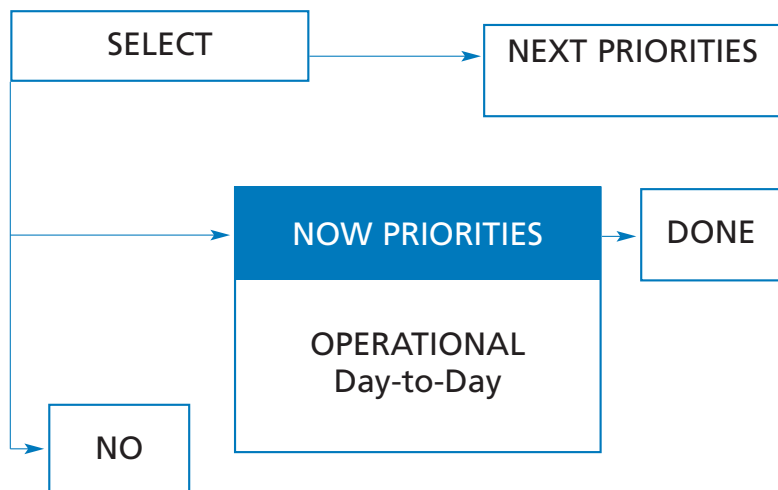 SELECT
NEXT PRIORITIES
NOW PRIORITIES
DONE
OPERATIONAL
Day-to-Day
NO